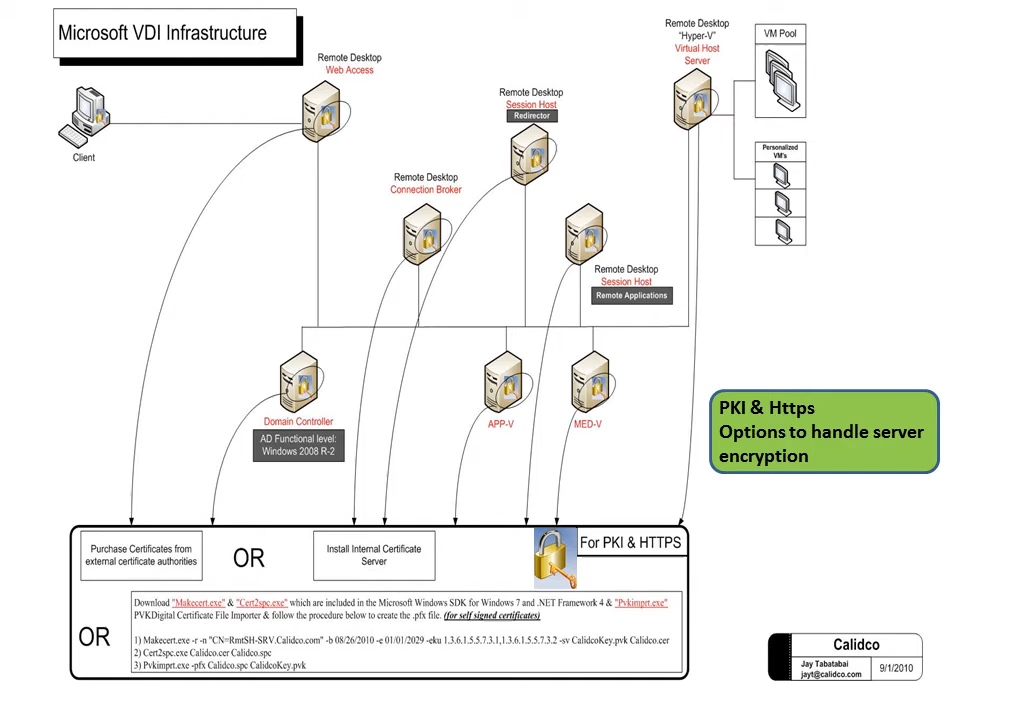 Microsoft VDI Infrastructure
Remote Desktop
Web Access
Remote Desktop
"Hyper-V"
Virtual Host
Server
VM Pool
Client
Remote Desktop
Session Host
Redirector
Personalized
VM's
Remote Desktop
Connection Broker
Remote Desktop
Session Host
Remote Applications
Domain Controller
AD Functional level:
Windows 2008 R-2
APP-V
MED-V
PKI & Https
Options to handle server
encryption
Purchase Certificates from
external certificate authorities
OR
Install Internal Certificate
Server
For PKI & HTTPS
OR
Download "Makecert.exe" & "Cert2spc.exe" which are included in the Microsoft Windows SDK for Windows 7 and .NET Framework 4 & "Pvkimprt.exe"
PVKDigital Certificate File Importer & follow the procedure below to create the .pfx file. (for self signed certificates)
1) Makecert.exe -r -n "CN=RmtSH-SRV.Calidco.com" -b 08/26/2010 -e 01/01/2029 -eku 1.3.6.1.5.5.7.3.1,1.3.6.1.5.5.7.3.2 -sv CalidcoKey.pvk Calidco.cer
2) Cert2spc.exe Calidco.cer Calidco.spc
3) Pvkimprt.exe -pfx Calidco.spc CalidcoKey.pvk
Calidco
Jay Tabatabai
jayt@calidco.com
9/1/2010